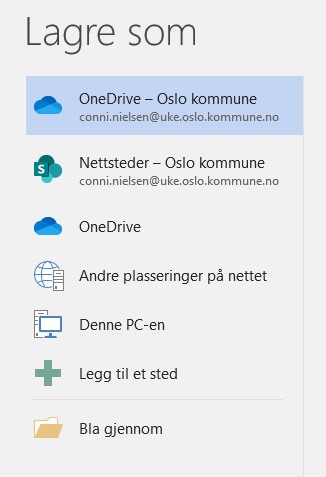 Lagre som
OneDrive – Oslo kommune
conni.nielsen@uke.oslo.kommune.no
S
Nettsteder – Oslo kommune
conni.nielsen@uke.oslo.kommune.no
OneDrive
Andre plasseringer på nettet
Denne PC-en
Legg til et sted
Bla gjennom